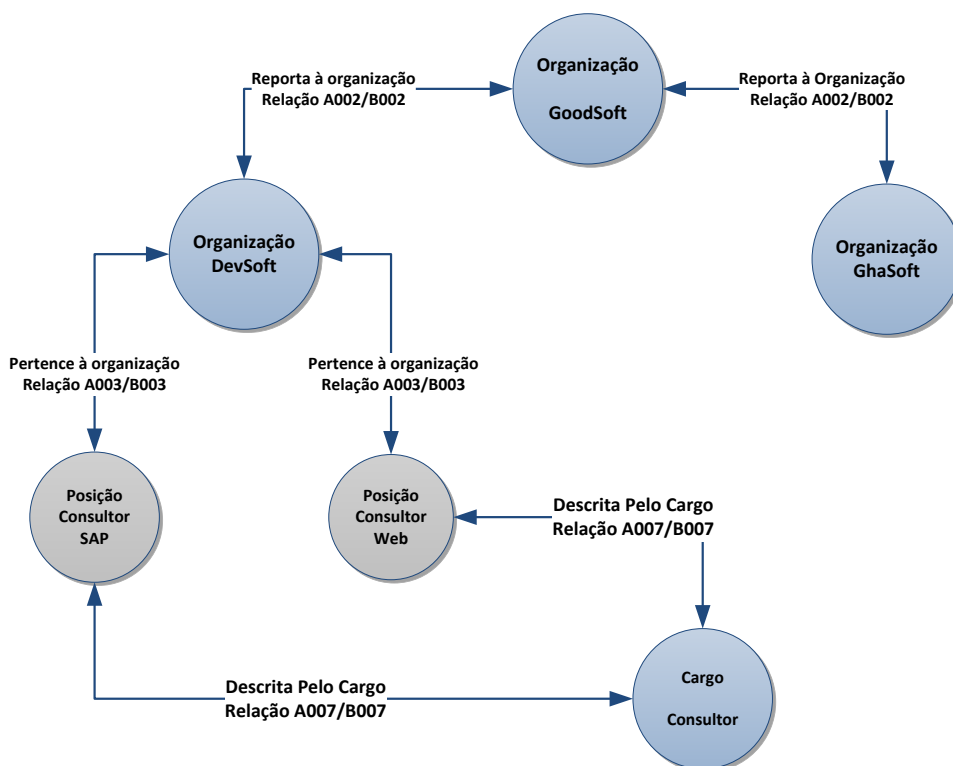 Organização
GoodSoft
Reporta à organização
Relação A002/B002
Reporta à Organização
Relação A002/B002
Organização
DevSoft
Organização
GhaSoft
Pertence à organização
Relação A003/B003
Pertence à organização
Relação A003/B003
Posição
Consultor
SAP
Posição
Consultor
Web
Descrita Pelo Cargo
Relação A007/B007
Descrita Pelo Cargo
Relação A007/B007
Cargo
Consultor